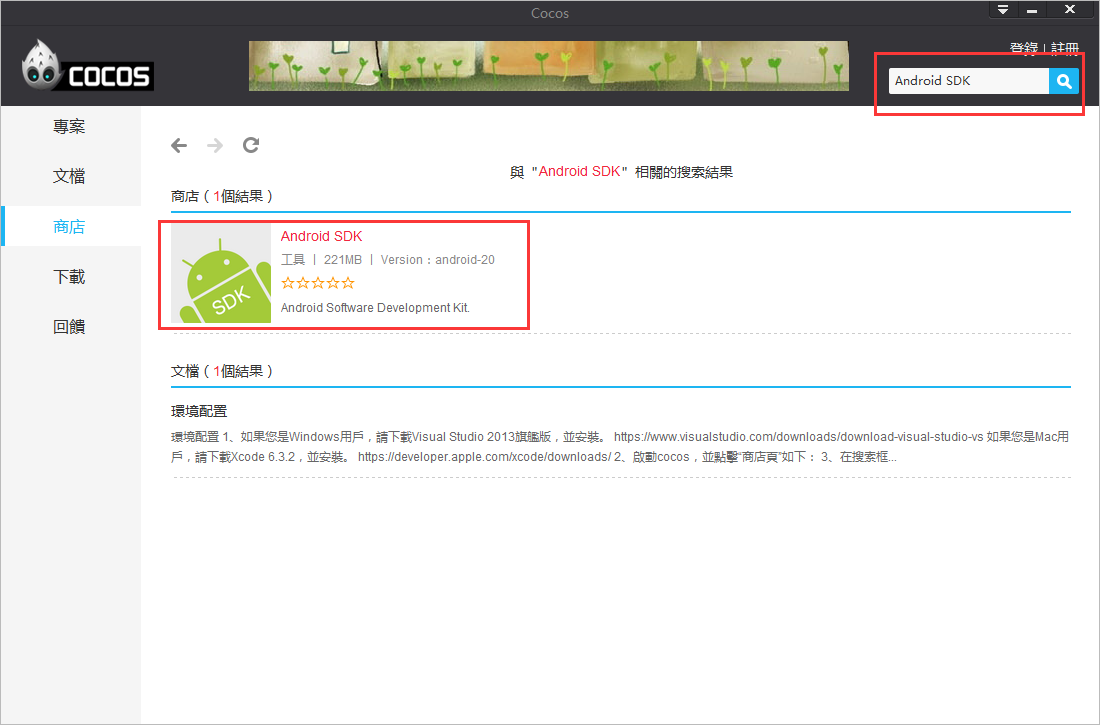 Cocos
COCOS
登錄 | 註冊
Android SDK
專案
文檔
商店
下載
回饋
與 "Android SDK" 相關的搜索結果
商店 ( 1個結果 )
SDK
Android SDK
工具 | 221MB | Version：android-20
Android Software Development Kit.
文檔 ( 1個結果 )
環境配置
環境配置 1、如果您是Windows用戶，請下載Visual Studio 2013旗艦版，並安裝。 https://www.visualstudio.com/downloads/download-visual-studio-vs 如果您是Mac用
戶，請下載Xcode 6.3.2，並安裝。 https://developer.apple.com/xcode/downloads/ 2、啟動cocos，並點擊“商店頁”如下： 3、在搜索框...